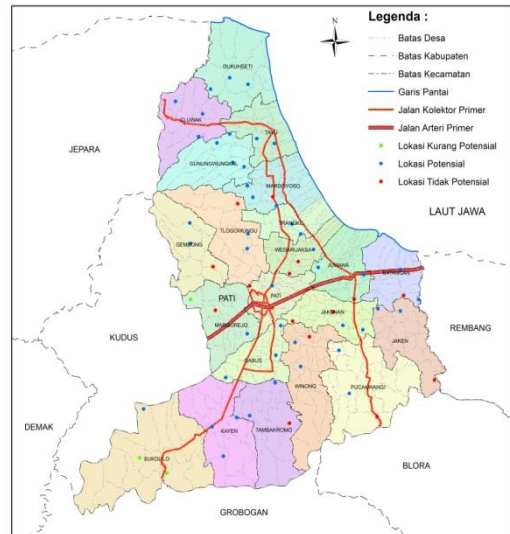 Legenda :
Batas Desa
Batas Kabupaten
Batas Kecamatan
Garis Pantai
Jalan Kolektor Primer
Jalan Arteri Primer
Lokasi Kurang Potensial
Lokasi Potensial
Lokasi Tidak Potensial
N
DUKUHSETI
CLUWAK
TAYU
JEPARA
GUNUNGWUNGKAL
MARGOYOSO
LAUT JAWA
TRANGKIL
TLOGOWUNGU
GEMBONG
WEDARIJAKSA
JUWANA
BATANGAN
PATI
PATI
MARGOREJO
JAKENAN
REMBANG
KUDUS
JAKEN
GABUS
WINONG
PUCAKWANGI
DEMAK
KAYEN
TAMBAKROMO
SUKOLILO
BLORA
GROBOGAN